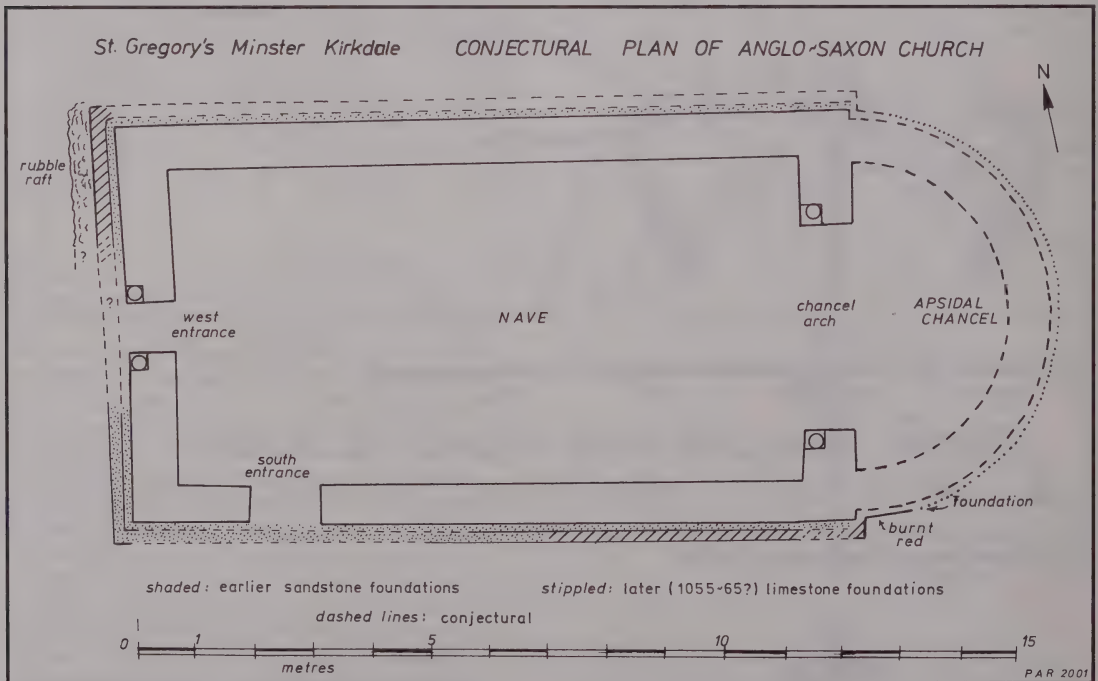 St. Gregory's Minster Kirkdale CONJECTURAL PLAN OF ANGLO-SAXON CHURCH
N
rubble
raft
?
?
west
entrance
NAVE
chancel
arch
APSIDAL
CHANCEL
south
entrance
foundation
burnt
red
shaded: earlier sandstone foundations stippled: later (1055-65?) limestone foundations
dashed lines: conjectural
0 1 5 10 15
metres
PAR 2001